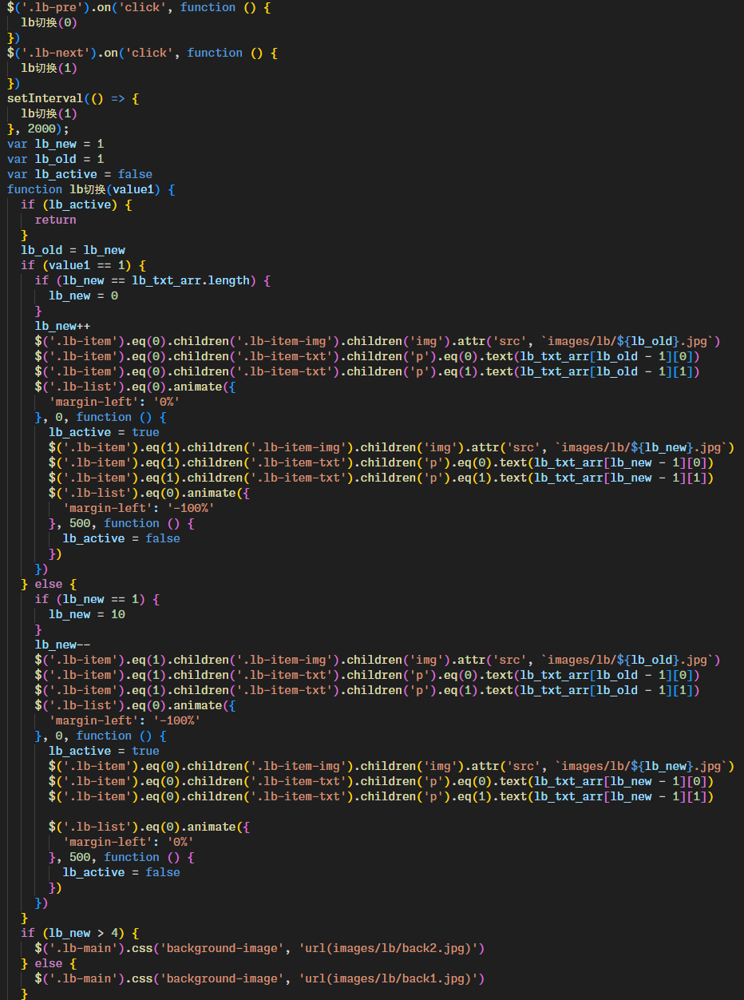 $('.lb-pre').on('click', function () {
  lb切换(0)
})
$('.lb-next').on('click', function () {
  lb切换(1)
})
setInterval(() => {
  lb切换(1)
}, 2000);
var lb_new = 1
var lb_old = 1
var lb_active = false
function lb切换(value1) {
  if (lb_active) {
    return
  }
  lb_old = lb_new
  if (value1 == 1) {
    if (lb_new == lb_txt_arr.length) {
      lb_new = 0
    }
    lb_new++
    $('.lb-item').eq(0).children('.lb-item-img').children('img').attr('src', `images/lb/${lb_old}.jpg`)
    $('.lb-item').eq(0).children('.lb-item-txt').children('p').eq(0).text(lb_txt_arr[lb_old - 1][0])
    $('.lb-item').eq(0).children('.lb-item-txt').children('p').eq(1).text(lb_txt_arr[lb_old - 1][1])
    $('.lb-list').eq(0).animate({
      'margin-left': '0%'
    }, 0, function () {
      lb_active = true
      $('.lb-item').eq(1).children('.lb-item-img').children('img').attr('src', `images/lb/${lb_new}.jpg`)
      $('.lb-item').eq(1).children('.lb-item-txt').children('p').eq(0).text(lb_txt_arr[lb_new - 1][0])
      $('.lb-item').eq(1).children('.lb-item-txt').children('p').eq(1).text(lb_txt_arr[lb_new - 1][1])
      $('.lb-list').eq(0).animate({
        'margin-left': '-100%'
      }, 500, function () {
        lb_active = false
      })
    })
  } else {
    if (lb_new == 1) {
      lb_new = 10
    }
    lb_new--
    $('.lb-item').eq(1).children('.lb-item-img').children('img').attr('src', `images/lb/${lb_old}.jpg`)
    $('.lb-item').eq(1).children('.lb-item-txt').children('p').eq(0).text(lb_txt_arr[lb_old - 1][0])
    $('.lb-item').eq(1).children('.lb-item-txt').children('p').eq(1).text(lb_txt_arr[lb_old - 1][1])
    $('.lb-list').eq(0).animate({
      'margin-left': '-100%'
    }, 0, function () {
      lb_active = true
      $('.lb-item').eq(0).children('.lb-item-img').children('img').attr('src', `images/lb/${lb_new}.jpg`)
      $('.lb-item').eq(0).children('.lb-item-txt').children('p').eq(0).text(lb_txt_arr[lb_new - 1][0])
      $('.lb-item').eq(0).children('.lb-item-txt').children('p').eq(1).text(lb_txt_arr[lb_new - 1][1])

      $('.lb-list').eq(0).animate({
        'margin-left': '0%'
      }, 500, function () {
        lb_active = false
      })
    })
  }
  if (lb_new > 4) {
    $('.lb-main').css('background-image', 'url(images/lb/back2.jpg)')
  } else {
    $('.lb-main').css('background-image', 'url(images/lb/back1.jpg)')
  }